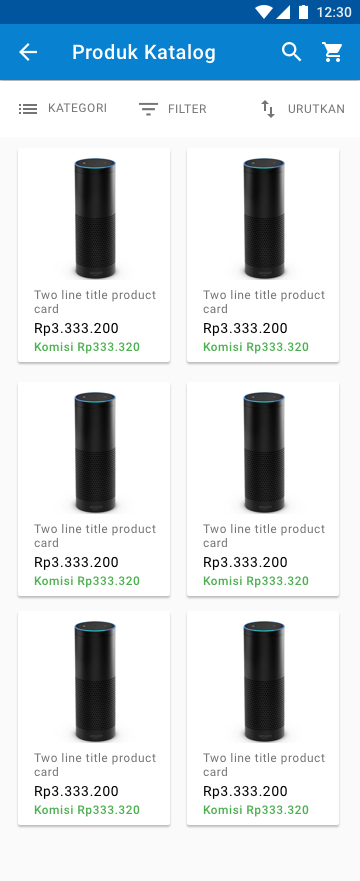 12:30
Produk Katalog
KATEGORI FILTER URUTKAN
Two line title product
card
Rp3.333.200
Komisi Rp333.320
Two line title product
card
Rp3.333.200
Komisi Rp333.320
Two line title product
card
Rp3.333.200
Komisi Rp333.320
Two line title product
card
Rp3.333.200
Komisi Rp333.320
Two line title product
card
Rp3.333.200
Komisi Rp333.320
Two line title product
card
Rp3.333.200
Komisi Rp333.320